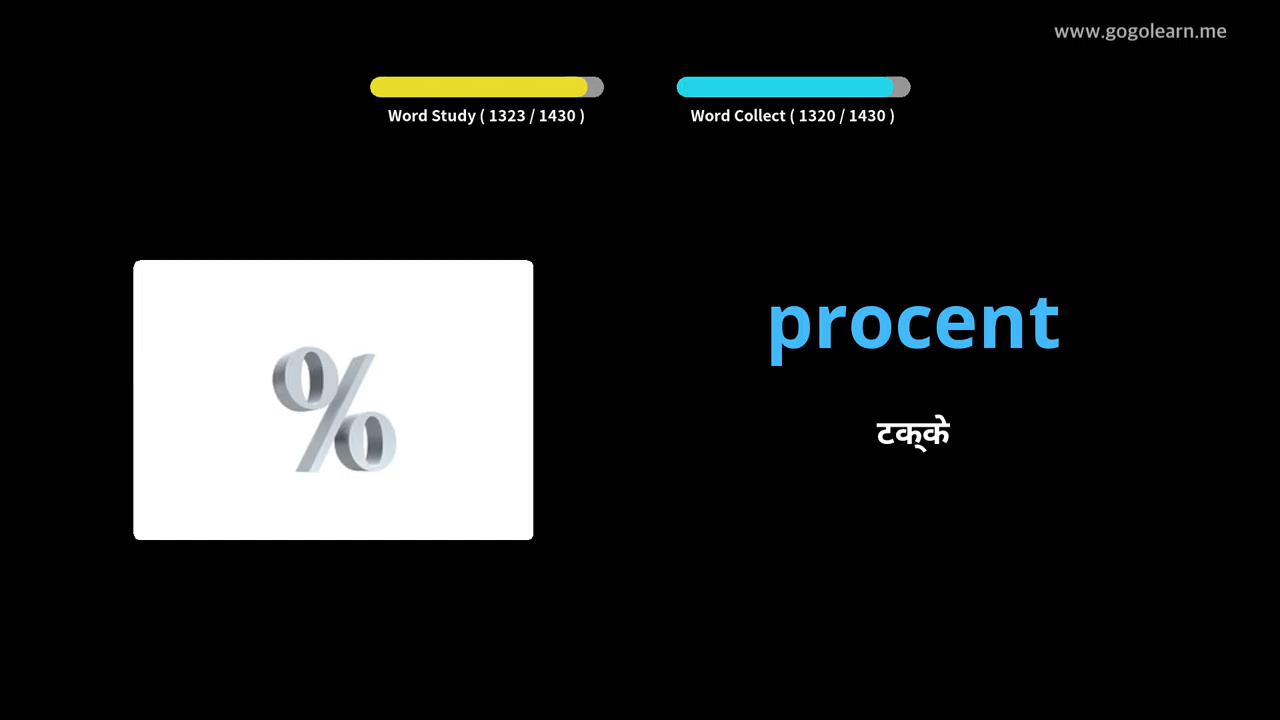 www.gogolearn.me
Word Study ( 1323 / 1430 )
Word Collect ( 1320 / 1430 )
%
procent
टक्के